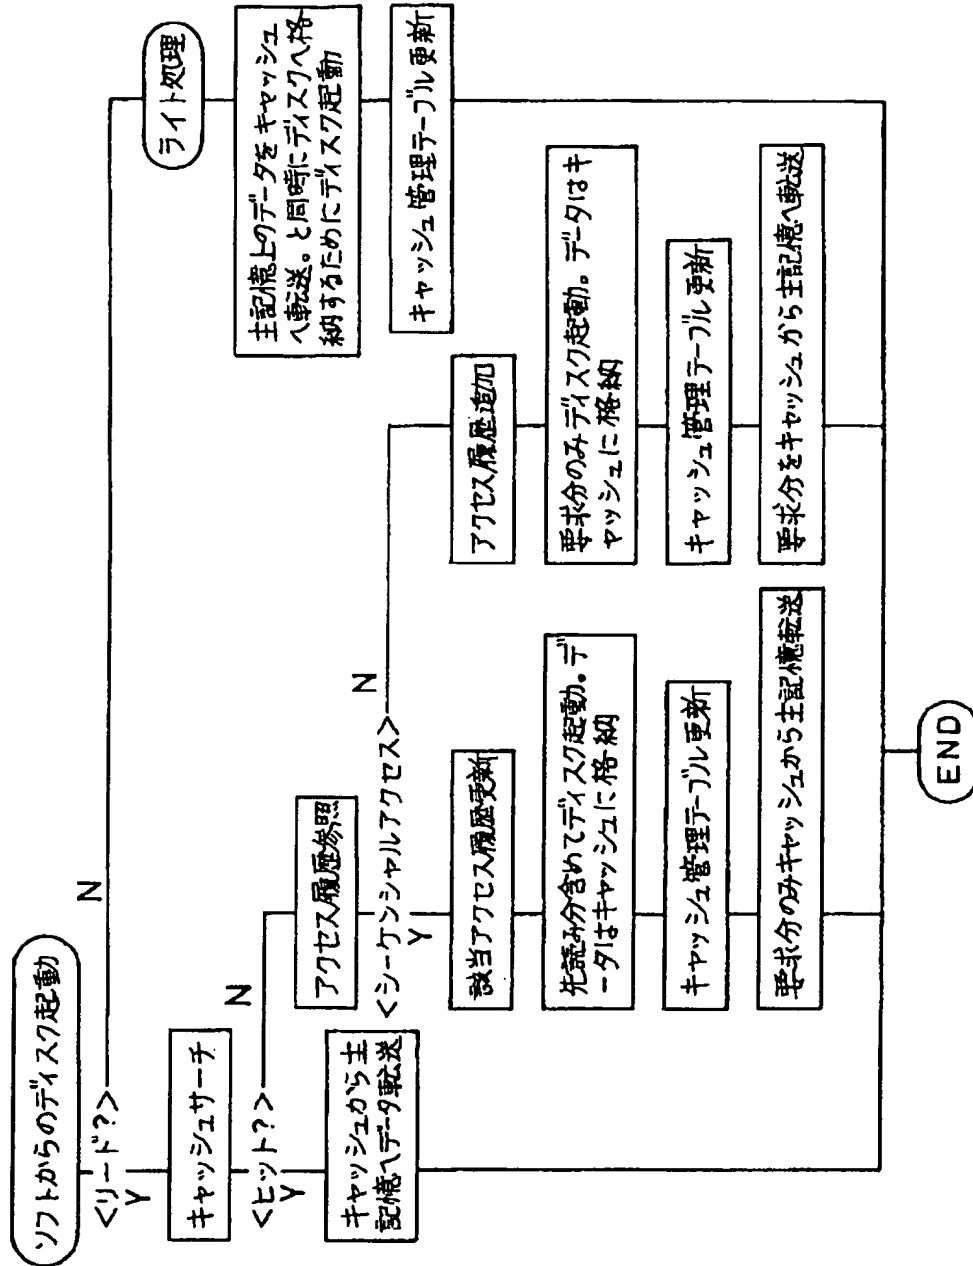 ソフトからのディスク起動
<リード?>
N
Y
キャッシュサーチ
<ヒット?>
N
Y
キャッシュから主
記憶へデータ転送
アクセス履歴参照
<シーケンシャルアクセス>
N
Y
該当アクセス履歴更新
先読み分含めてディスク起動。デ
ータはキャッシュに格納
キャッシュ管理テーブル更新
要求分のみキャッシュから主記憶転送
アクセス履歴追加
要求分のみディスク起動。データはキ
ャッシュに格納
キャッシュ管理テーブル更新
要求分をキャッシュから主記憶へ転送
ライト処理
主記憶上のデータをキャッシュ
へ転送。と同時にディスクへ格
納するためにディスク起動
キャッシュ管理テーブル更新
END